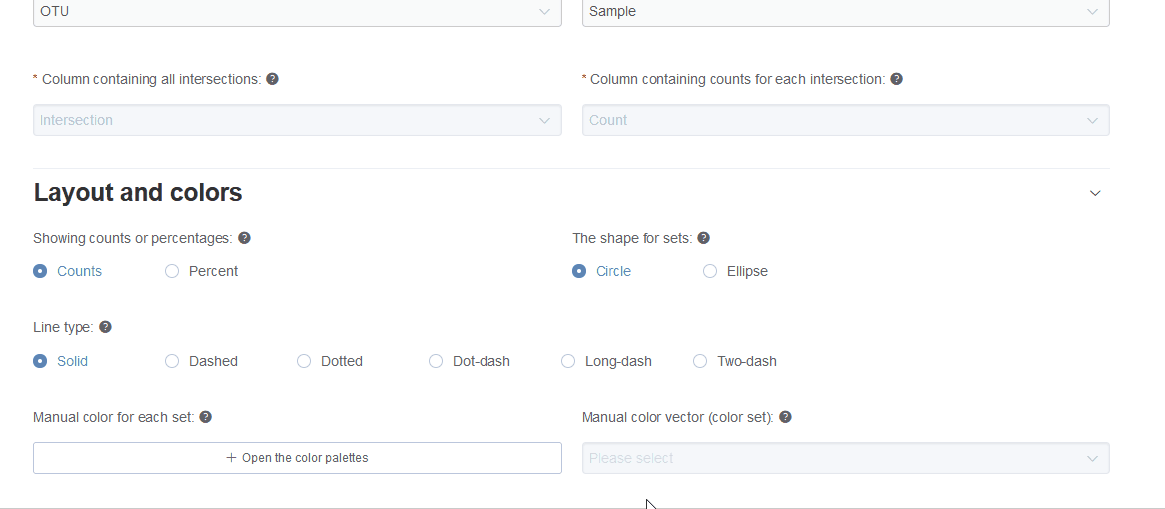 OTU Sample
* Column containing all intersections: ? * Column containing counts for each intersection: ?
Intersection Count
Layout and colors
Showing counts or percentages: ? The shape for sets: ?
Counts Percent Circle Ellipse
Line type: ?
Solid Dashed Dotted Dot-dash Long-dash Two-dash
Manual color for each set: ? Manual color vector (color set): ?
+ Open the color palettes Please select